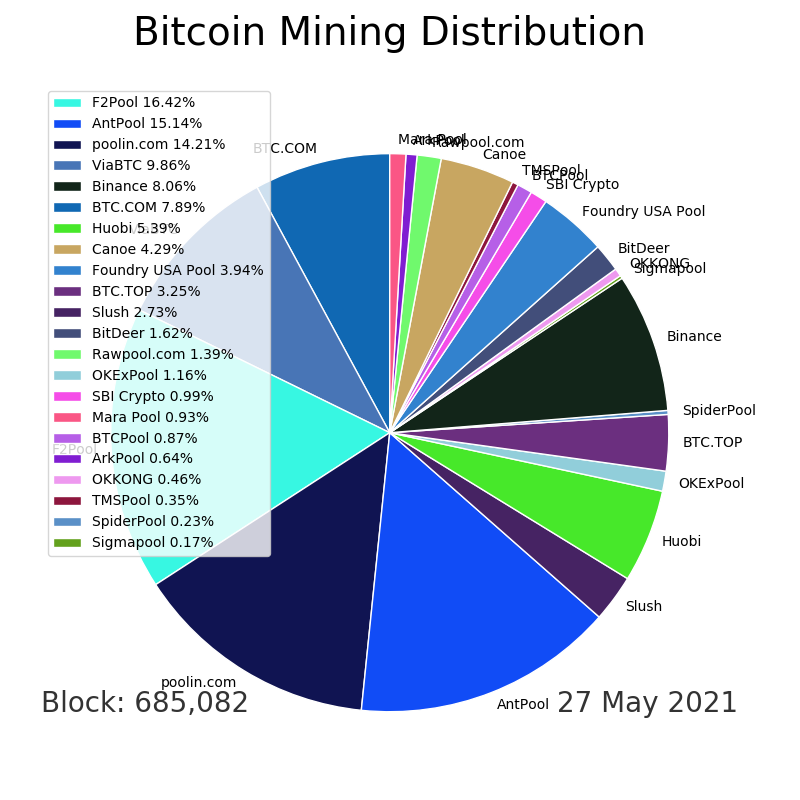 Bitcoin Mining Distribution
F2Pool 16.42%
AntPool 15.14%
poolin.com 14.21%
ViaBTC 9.86%
Binance 8.06%
BTC.COM 7.89%
Huobi 5.39%
Canoe 4.29%
Foundry USA Pool 3.94%
BTC.TOP 3.25%
Slush 2.73%
BitDeer 1.62%
Rawpool.com 1.39%
OKExPool 1.16%
SBI Crypto 0.99%
Mara Pool 0.93%
BTCPool 0.87%
ArkPool 0.64%
OKKONG 0.46%
TMSPool 0.35%
SpiderPool 0.23%
Sigmapool 0.17%
BTC.COM
Mara Pool
ArkPool
Rawpool.com
Canoe
TMSPool
BTCPool
SBI Crypto
Foundry USA Pool
BitDeer
OKKONG
Sigmapool
Binance
SpiderPool
BTC.TOP
OKExPool
Huobi
Slush
AntPool
poolin.com
F2Pool
Block: 685,082
27 May 2021